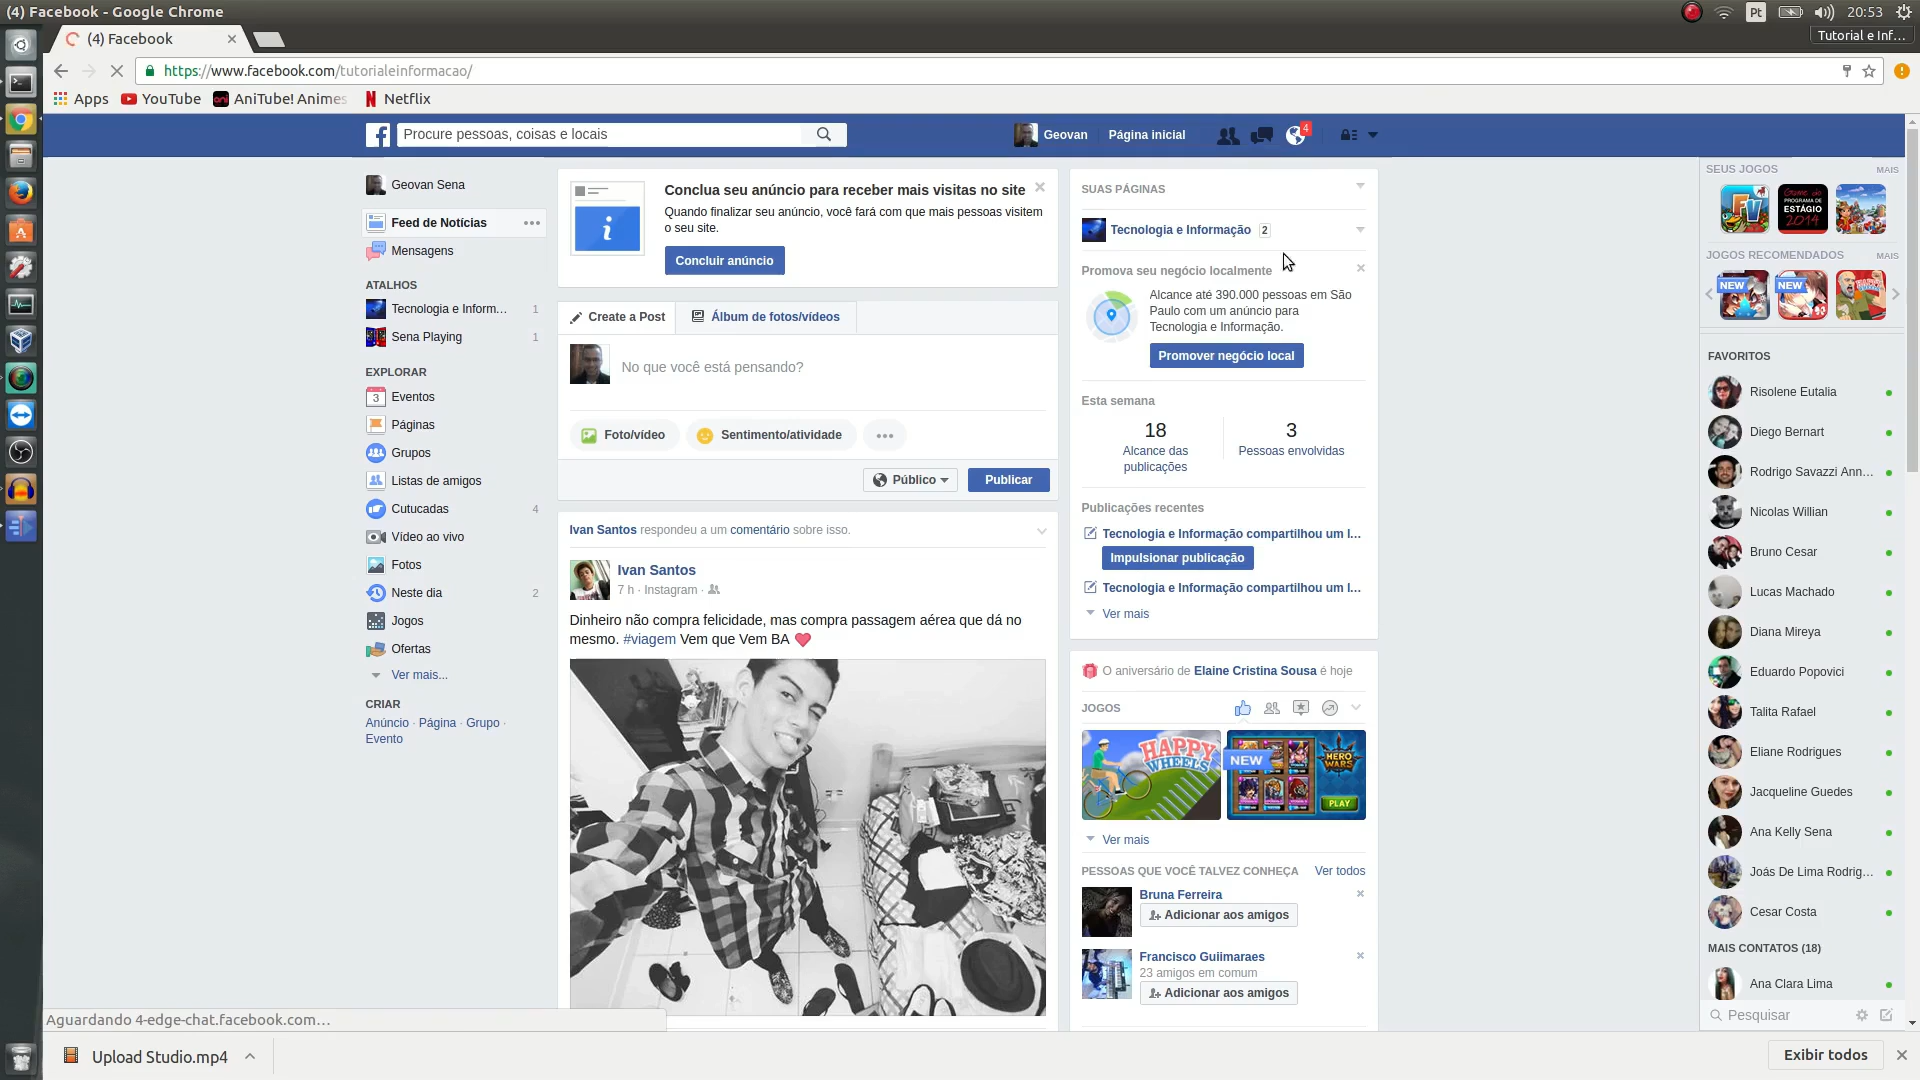 (4) Facebook - Google Chrome
Pt
20:53
(4) Facebook
Tutorial e Inf...
https://www.facebook.com/tutorialeinformacao/
Apps
YouTube
AniTube! Animes
Netflix
Procure pessoas, coisas e locais
Geovan
Página inicial
4
Geovan Sena
Feed de Notícias
Mensagens
ATALHOS
Tecnologia e Inform... 1
Sena Playing 1
EXPLORAR
3
Eventos
Páginas
Grupos
Listas de amigos
Cutucadas 4
Vídeo ao vivo
Fotos
Neste dia 2
Jogos
Ofertas
Ver mais...
CRIAR
Anúncio · Página · Grupo ·
Evento
Conclua seu anúncio para receber mais visitas no site
Quando finalizar seu anúncio, você fará com que mais pessoas visitem
o seu site.
Concluir anúncio
Create a Post
Álbum de fotos/vídeos
No que você está pensando?
Foto/vídeo
Sentimento/atividade
Público
Publicar
Ivan Santos respondeu a um comentário sobre isso.
Ivan Santos
7 h · Instagram ·
Dinheiro não compra felicidade, mas compra passagem aérea que dá no
mesmo. #viagem Vem que Vem BA
SUAS PÁGINAS
Tecnologia e Informação 2
Promova seu negócio localmente
Alcance até 390.000 pessoas em São
Paulo com um anúncio para
Tecnologia e Informação.
Promover negócio local
Esta semana
18
Alcance das
publicações
3
Pessoas envolvidas
Publicações recentes
Tecnologia e Informação compartilhou um l...
Impulsionar publicação
Tecnologia e Informação compartilhou um l...
Ver mais
O aniversário de Elaine Cristina Sousa é hoje
JOGOS
HAPPY
WHEELS
NEW
HERO
WARS
PLAY
Ver mais
PESSOAS QUE VOCÊ TALVEZ CONHEÇA
Ver todos
Bruna Ferreira
Adicionar aos amigos
Francisco Guiimaraes
23 amigos em comum
Adicionar aos amigos
SEUS JOGOS
MAIS
FV
PROGRAMA DE
ESTÁGIO
2014
JOGOS RECOMENDADOS
MAIS
NEW
NEW
FAVORITOS
Risolene Eutalia
Diego Bernart
Rodrigo Savazzi Ann...
Nicolas Willian
Bruno Cesar
Lucas Machado
Diana Mireya
Eduardo Popovici
Talita Rafael
Eliane Rodrigues
Jacqueline Guedes
Ana Kelly Sena
Joás De Lima Rodrig...
Cesar Costa
MAIS CONTATOS (18)
Ana Clara Lima
Pesquisar
Aguardando 4-edge-chat.facebook.com...
Upload Studio.mp4
Exibir todos